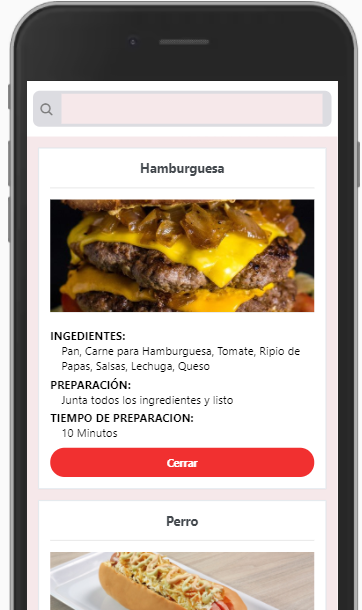 Hamburguesa
INGEDIENTES:
Pan, Carne para Hamburguesa, Tomate, Ripio de
Papas, Salsas, Lechuga, Queso
PREPARACIÓN:
Junta todos los ingredientes y listo
TIEMPO DE PREPARACION:
10 Minutos
Cerrar
Perro